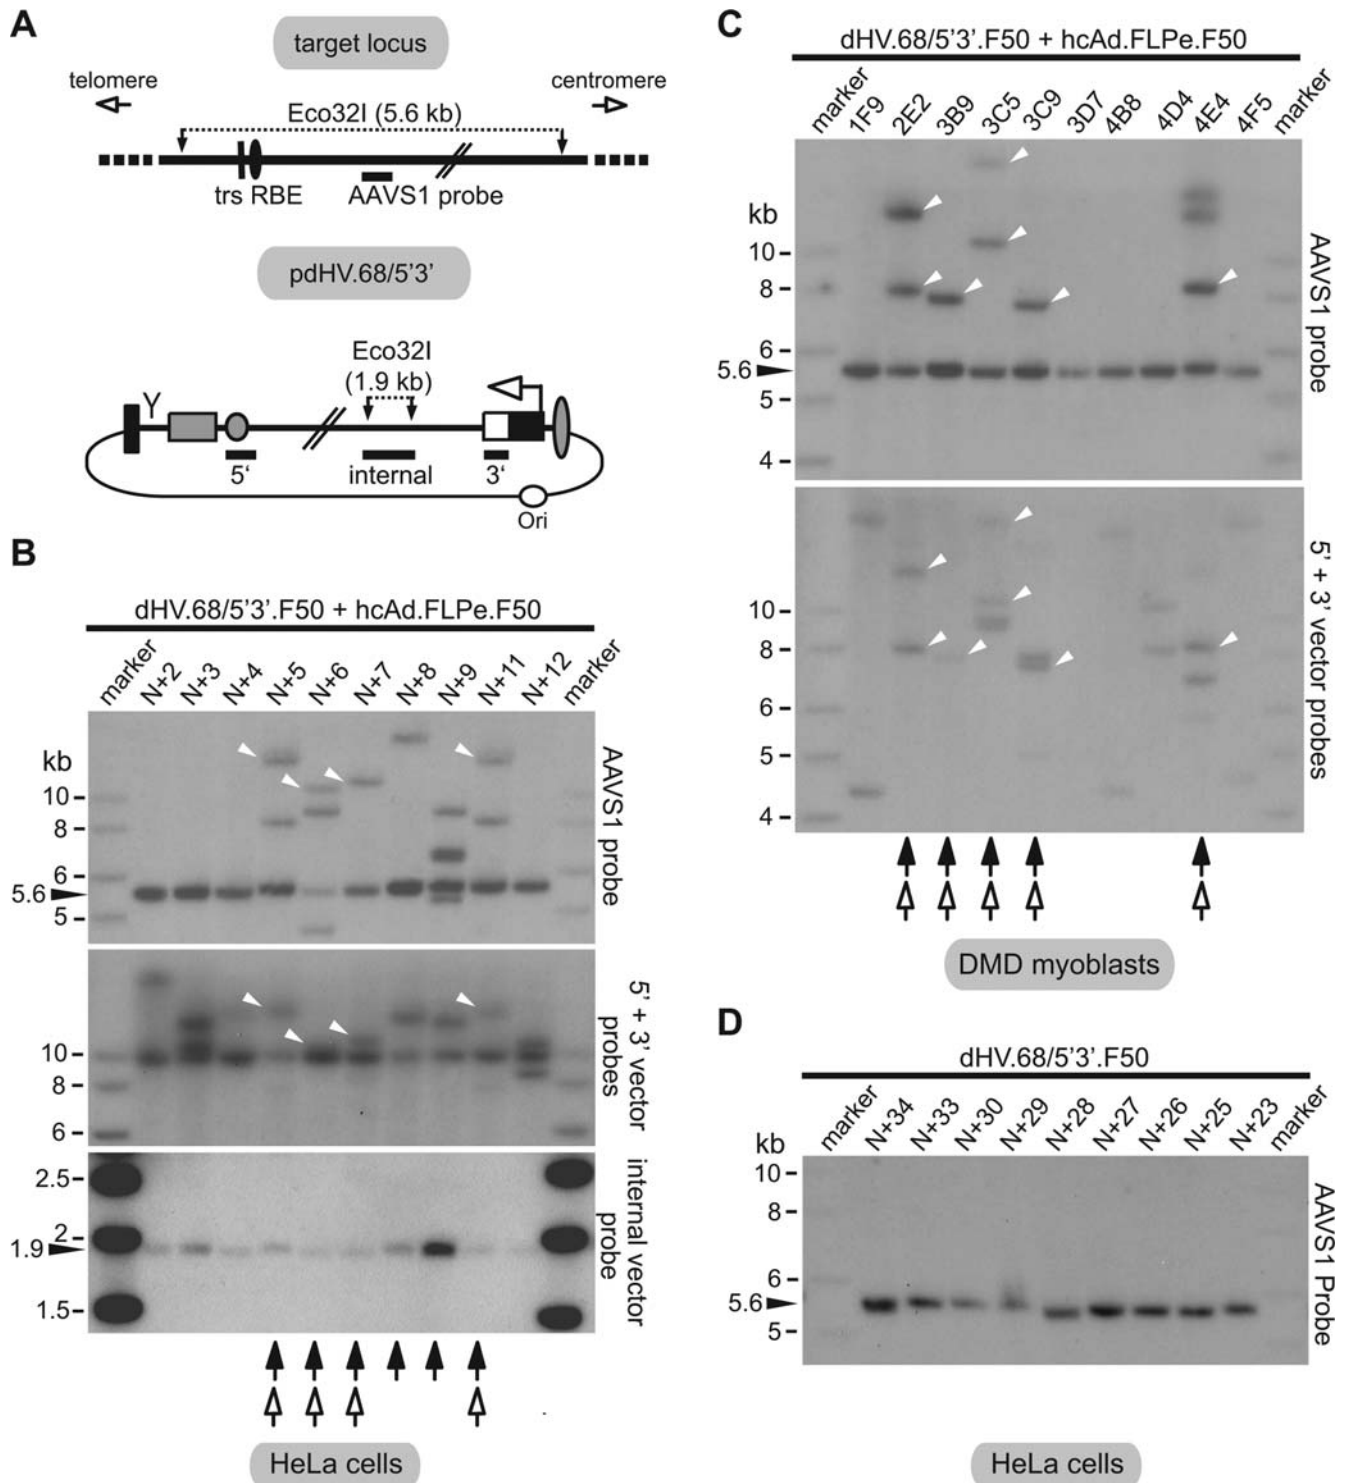 A
target locus
telomere
centromere
Eco32I (5.6 kb)
trs RBE
AAVS1 probe
pdHV.68/5'3'
Eco32I
(1.9 kb)
Y
5'
internal
3'
Ori
B
dHV.68/5'3'.F50 + hcAd.FLPe.F50
marker N+2 N+3 N+4 N+5 N+6 N+7 N+8 N+9 N+11 N+12 marker
kb
10
8
6
5.6
5
AAVS1 probe
10
8
6
5' + 3' vector
probes
2.5
2
1.9
1.5
internal vector
probe
HeLa cells
C
dHV.68/5'3'.F50 + hcAd.FLPe.F50
marker 1F9 2E2 3B9 3C5 3C9 3D7 4B8 4D4 4E4 4F5 marker
kb
10
8
6
5.6
5
4
AAVS1 probe
10
8
6
5
4
5' + 3' vector probes
DMD myoblasts
D
dHV.68/5'3'.F50
marker N+34 N+33 N+30 N+29 N+28 N+27 N+26 N+25 N+23 marker
kb
10
8
6
5.6
5
AAVS1 Probe
HeLa cells